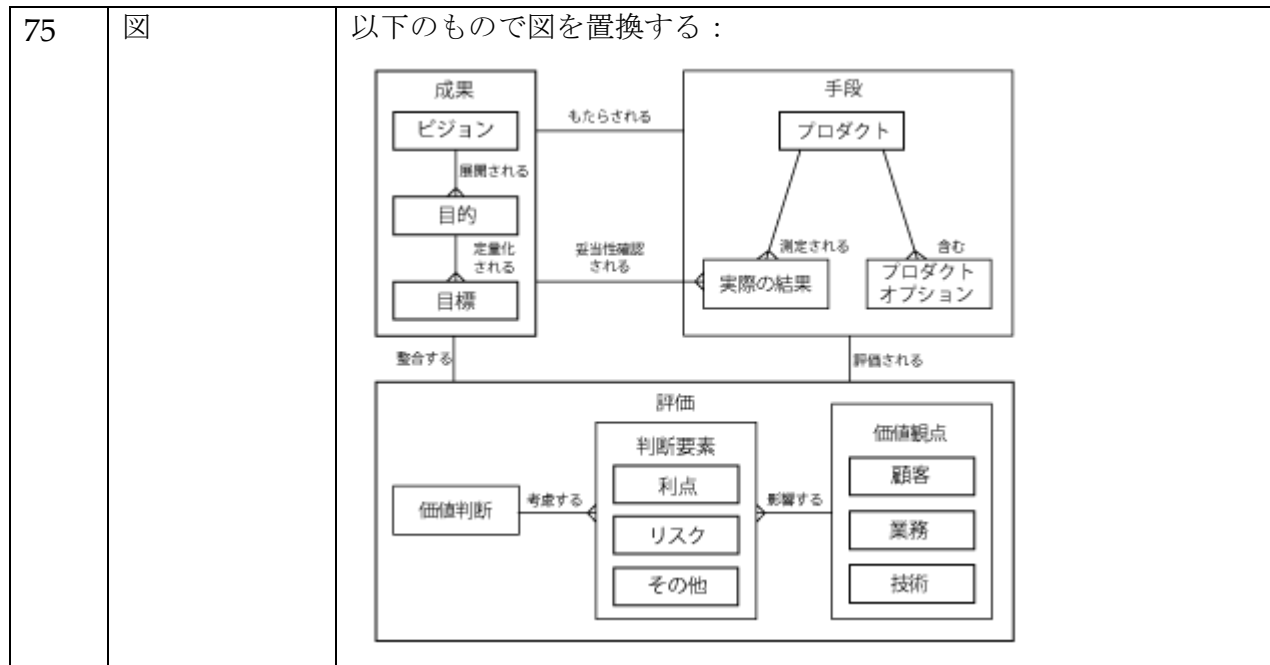 75
図
以下のもので図を置換する：
成果
ビジョン
展開される
目的
定量化
される
目標
もたらされる
妥当性確認
される
手段
プロダクト
測定される
含む
実際の結果
プロダクト
オプション
整合する
評価される
評価
価値判断
考慮する
判断要素
利点
リスク
その他
影響する
価値観点
顧客
業務
技術